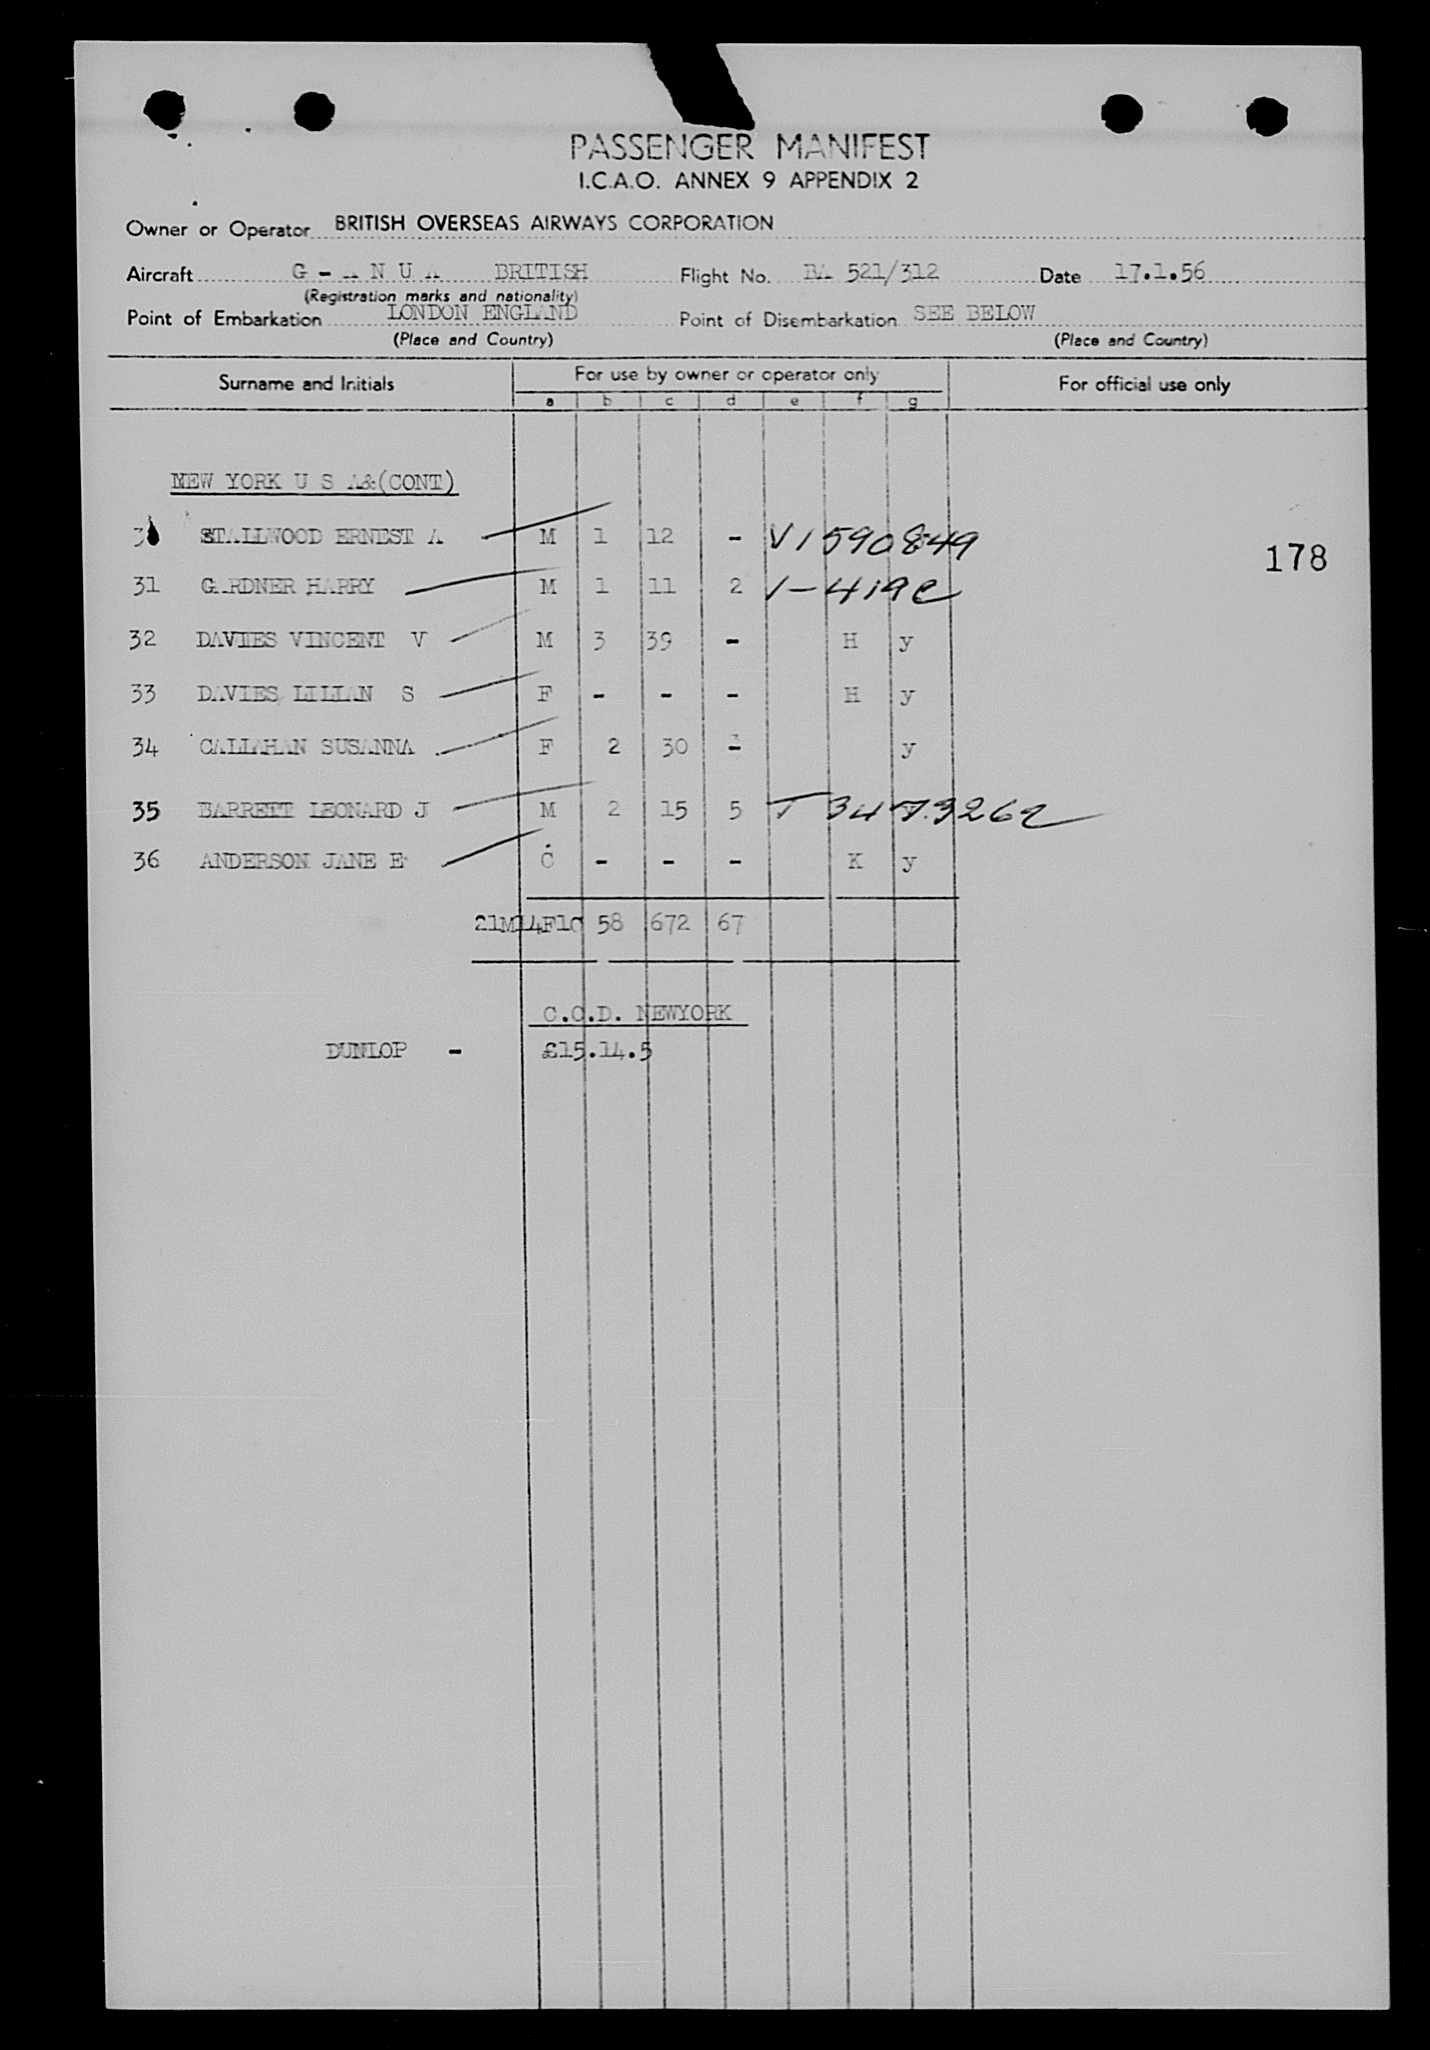 PASSENGER MANIFEST
I.C.A.O. ANNEX 9 APPENDIX 2
Owner or Operator BRITISH OVERSEAS AIRWAYS CORPORATION
Aircraft G - A N U A BRITISH Flight No. BA 521/312 Date 17.1.56
(Registration marks and nationality)
Point of Embarkation LONDON ENGLAND Point of Disembarkation SEE BELOW
(Place and Country) (Place and Country)
Surname and Initials For use by owner or operator only For official use only
a b c d e f g
NEW YORK U S A&(CONT)
STALLWOOD ERNEST A M 1 12 - V1590849
178
31 GARDNER HARRY M 1 11 2 V-419C
32 DAVIES VINCENT V M 3 39 - H y
33 DAVIES LILLAN S F - - - H y
34 CALLAHAN SUSANNA F 2 30 - y
35 BARRETT LEONARD J M 2 15 5 T
36 ANDERSON JANE E C - - - K y
21M14F1C 58 672 67
C.O.D. NEWYORK
DUNLOP - £15.14.5